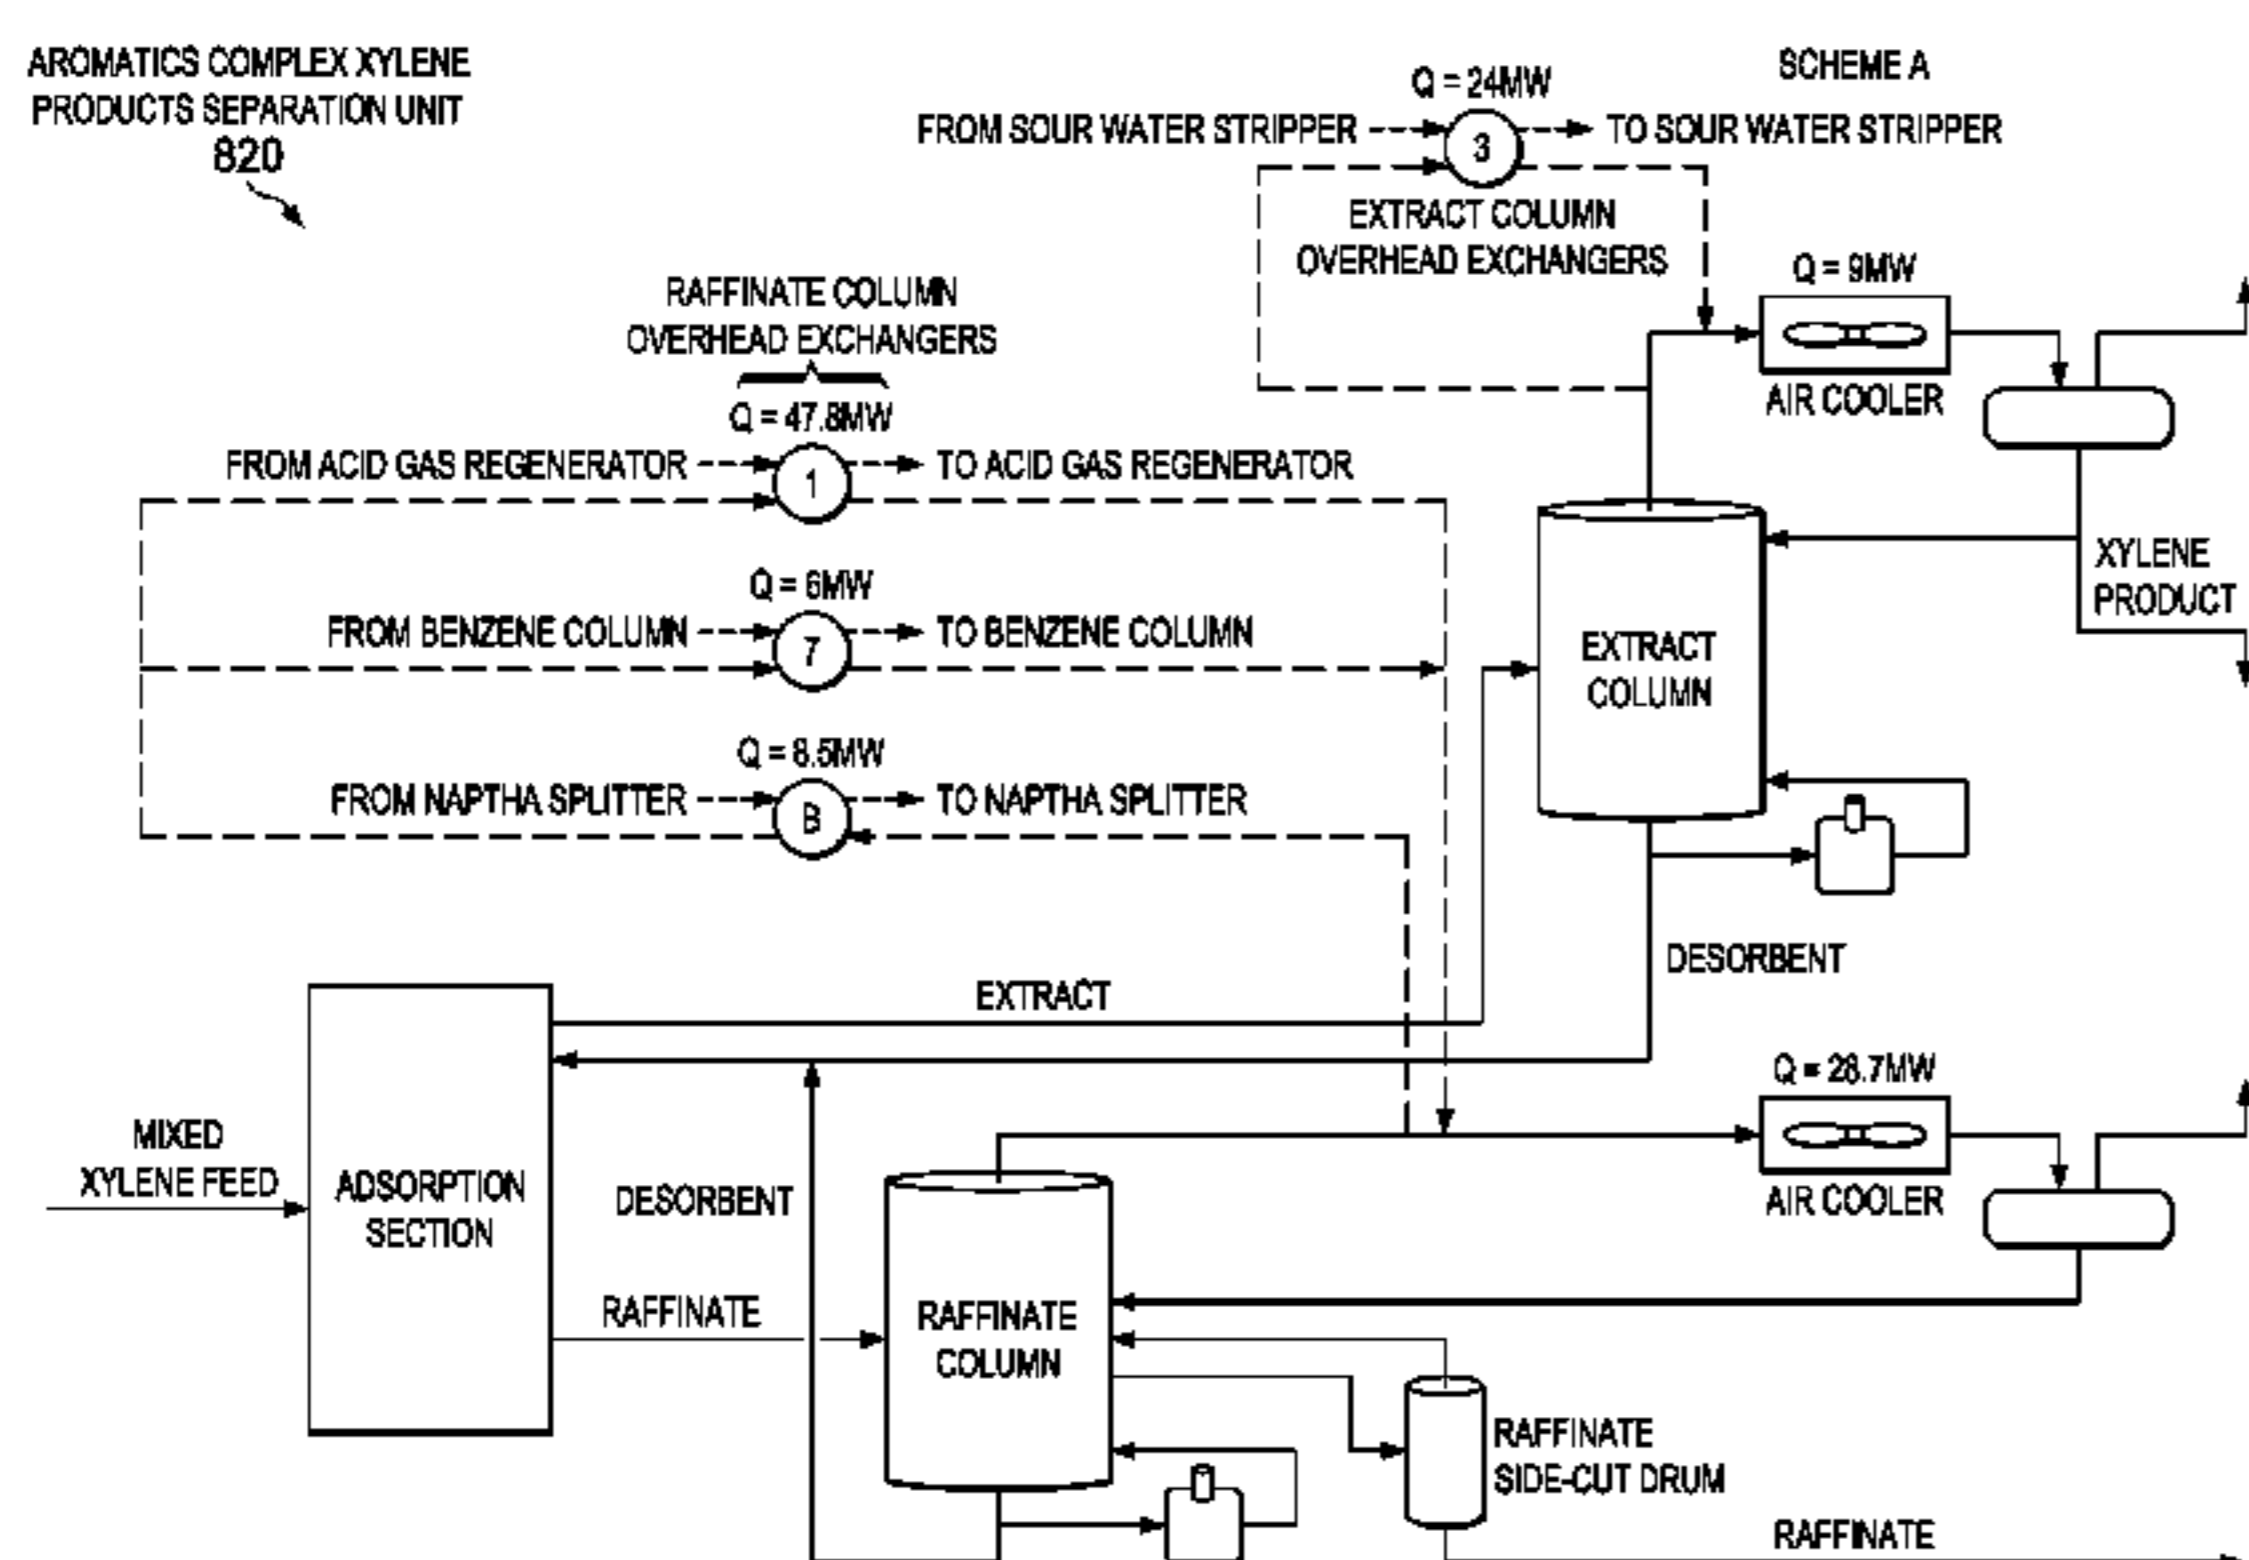 AROMATICS COMPLEX XYLENE
PRODUCTS SEPARATION UNIT
820
SCHEME A
Q = 24MW
FROM SOUR WATER STRIPPER
3
TO SOUR WATER STRIPPER
EXTRACT COLUMN
OVERHEAD EXCHANGERS
Q = 9MW
AIR COOLER
RAFFINATE COLUMN
OVERHEAD EXCHANGERS
Q = 47.8MW
FROM ACID GAS REGENERATOR
1
TO ACID GAS REGENERATOR
Q = 6MW
FROM BENZENE COLUMN
7
TO BENZENE COLUMN
Q = 8.5MW
FROM NAPTHA SPLITTER
B
TO NAPTHA SPLITTER
EXTRACT
COLUMN
XYLENE
PRODUCT
DESORBENT
EXTRACT
Q = 28.7MW
AIR COOLER
MIXED
XYLENE FEED
ADSORPTION
SECTION
DESORBENT
RAFFINATE
RAFFINATE
COLUMN
RAFFINATE
SIDE-CUT DRUM
RAFFINATE